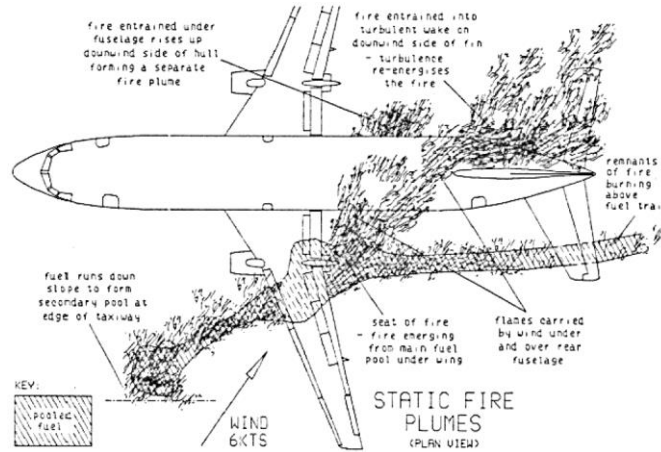 fire entrained under
fuselage rises up
downwind side of hull
forming a separate
fire plume
fire entrained into
turbulent wake on
downwind side of fin
- turbulence
re-energises
the fire
remnants
of fire
burning
above
fuel trai
fuel runs down
slope to form
secondary pool at
edge of taxiway
seat of fire
- fire emerging
from main fuel
pool under wing
flames carried
by wind under
and over rear
fuselage
KEY:
pooled
fuel
WIND
6KTS
STATIC FIRE
PLUMES
(PLAN VIEW)